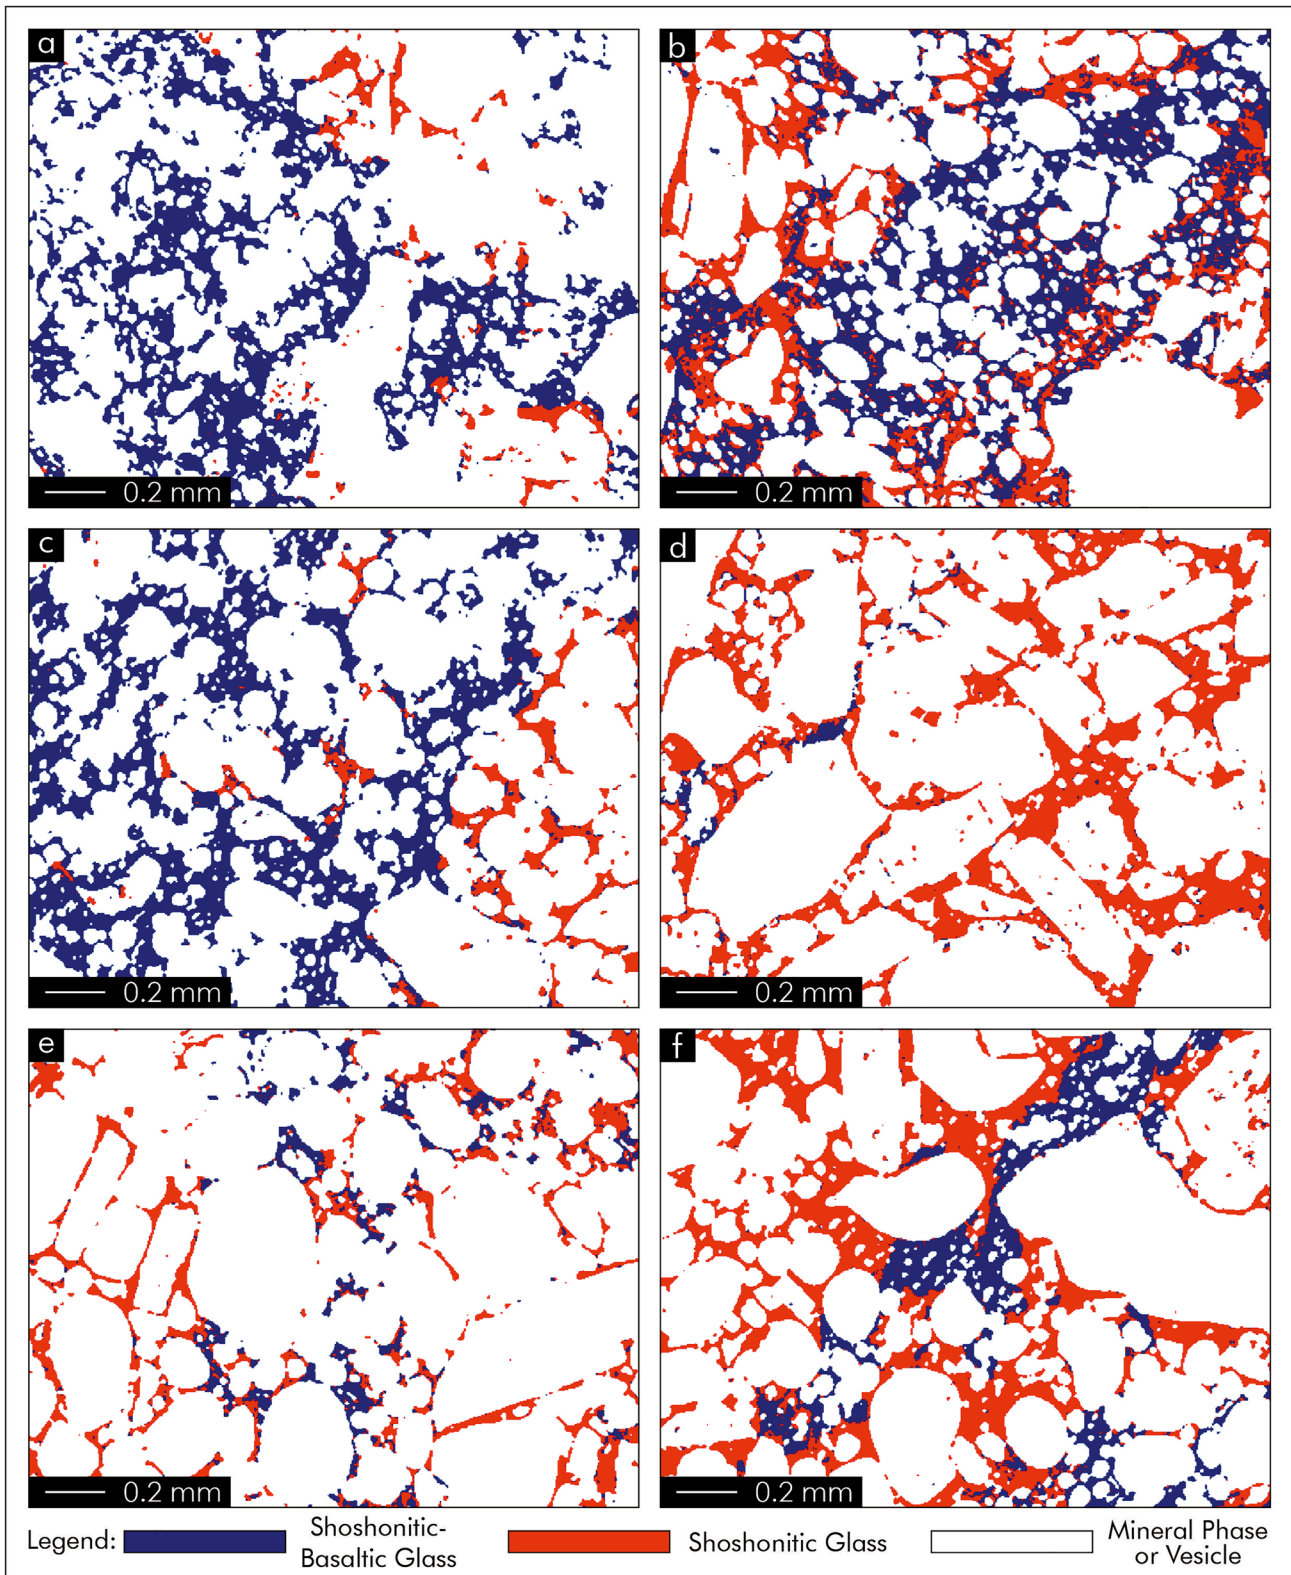 a
b
0.2 mm
0.2 mm
c
d
0.2 mm
0.2 mm
e
f
0.2 mm
0.2 mm
Legend:
Shoshonitic-
Basaltic Glass
Shoshonitic Glass
Mineral Phase
or Vesicle